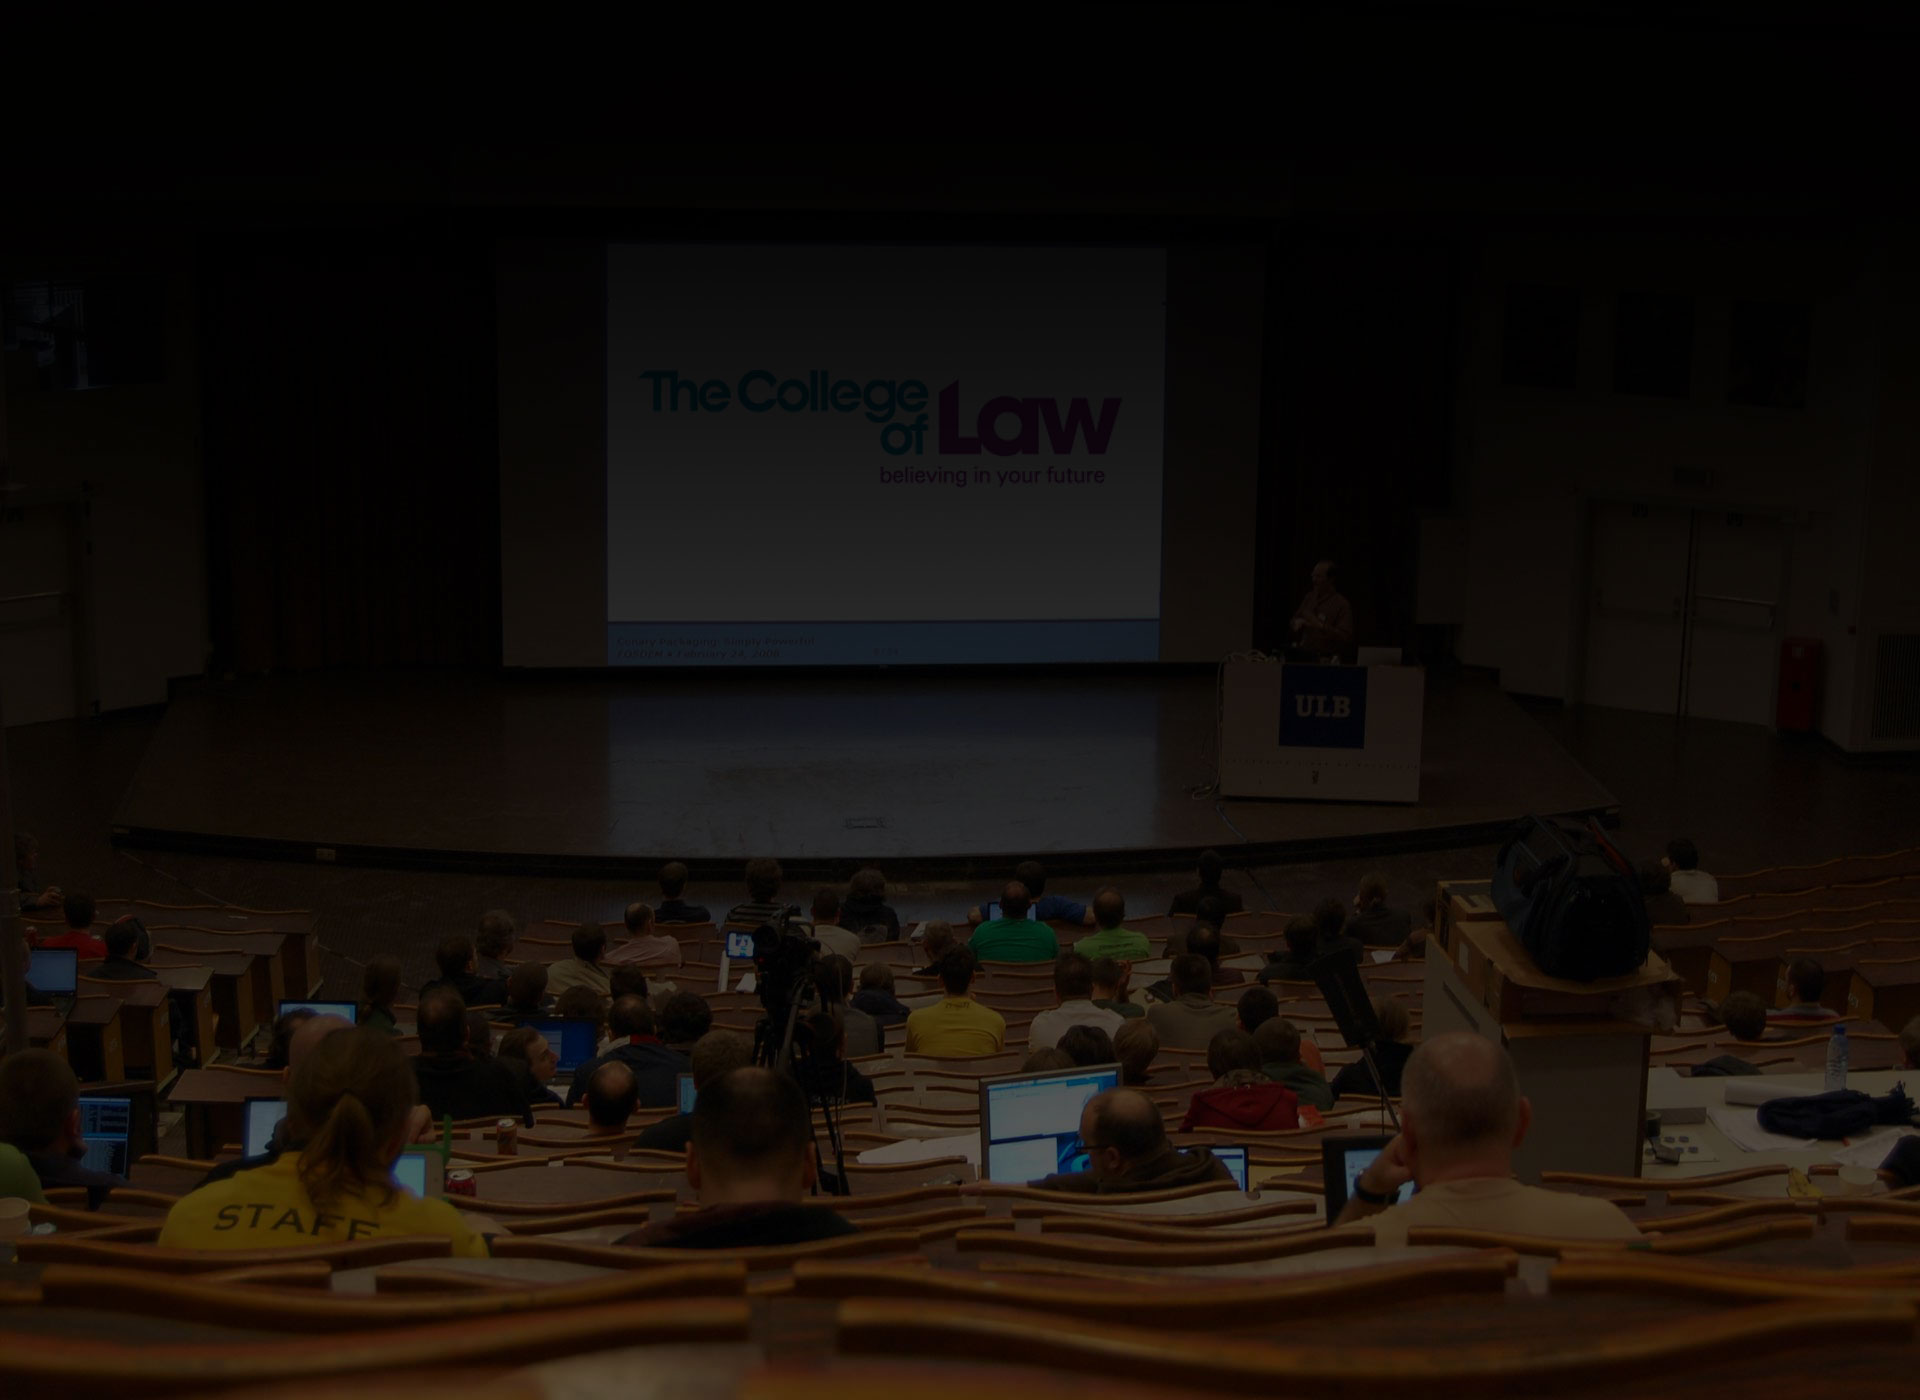 The College
of Law
believing in your future
Conary Packaging: Simply Powerful
FOSDEM • February 24, 2008
ULB
STAFF